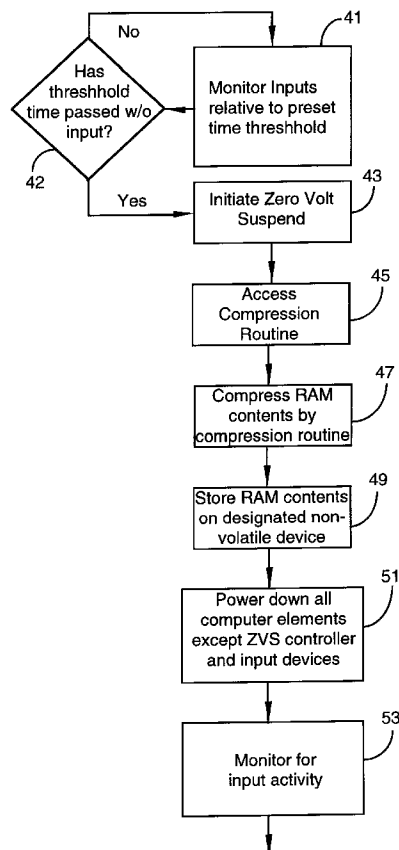 No
41
Has
threshhold
time passed w/o
input?
42
Monitor Inputs
relative to preset
time threshhold
Yes
43
Initiate Zero Volt
Suspend
45
Access
Compression
Routine
47
Compress RAM
contents by
compression routine
49
Store RAM contents
on designated non-
volatile device
51
Power down all
computer elements
except ZVS controller
and input devices
53
Monitor for
input activity